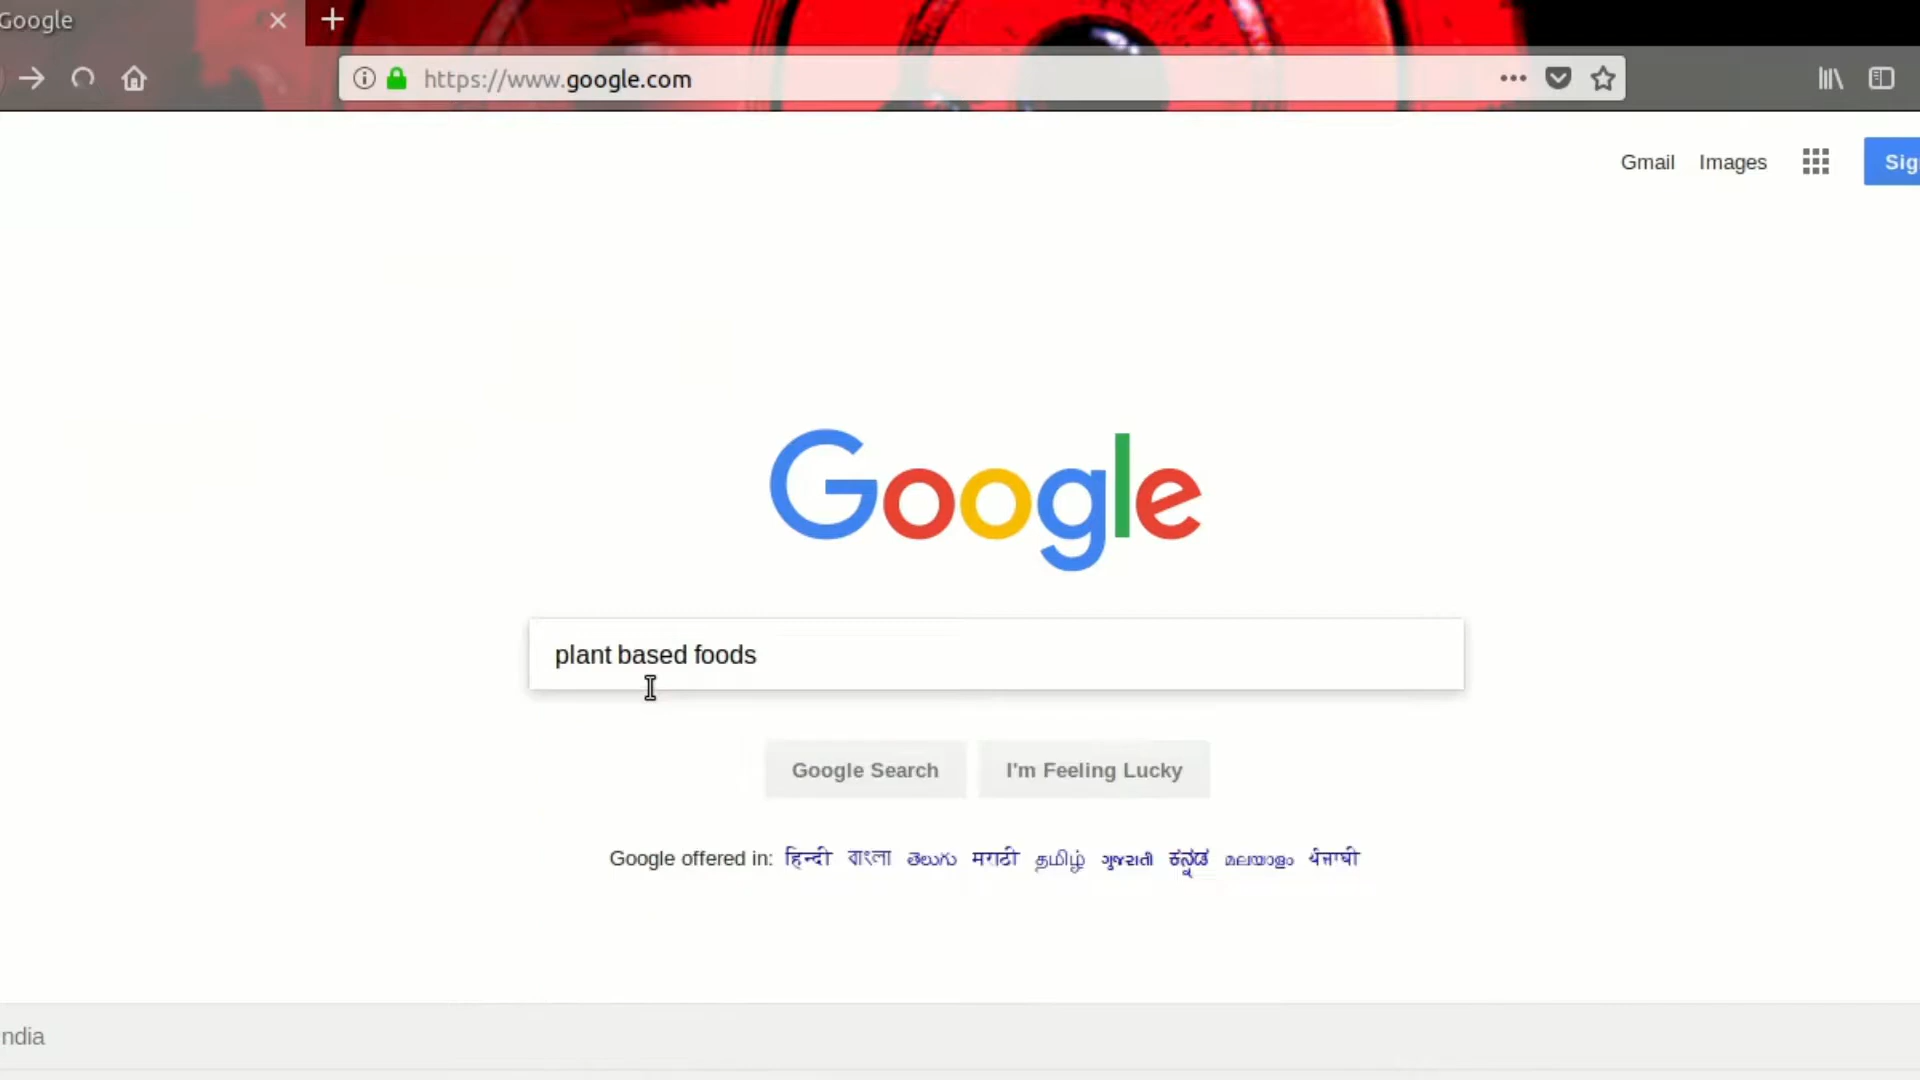 Google
https://www.google.com
Gmail Images Sig
Google
plant based foods
Google Search I'm Feeling Lucky
Google offered in: हिन्दी বাংলা తెలుగు मराठी தமிழ் ગુજરાતી ಕನ್ನಡ മലയാളം ਪੰਜਾਬੀ
ndia